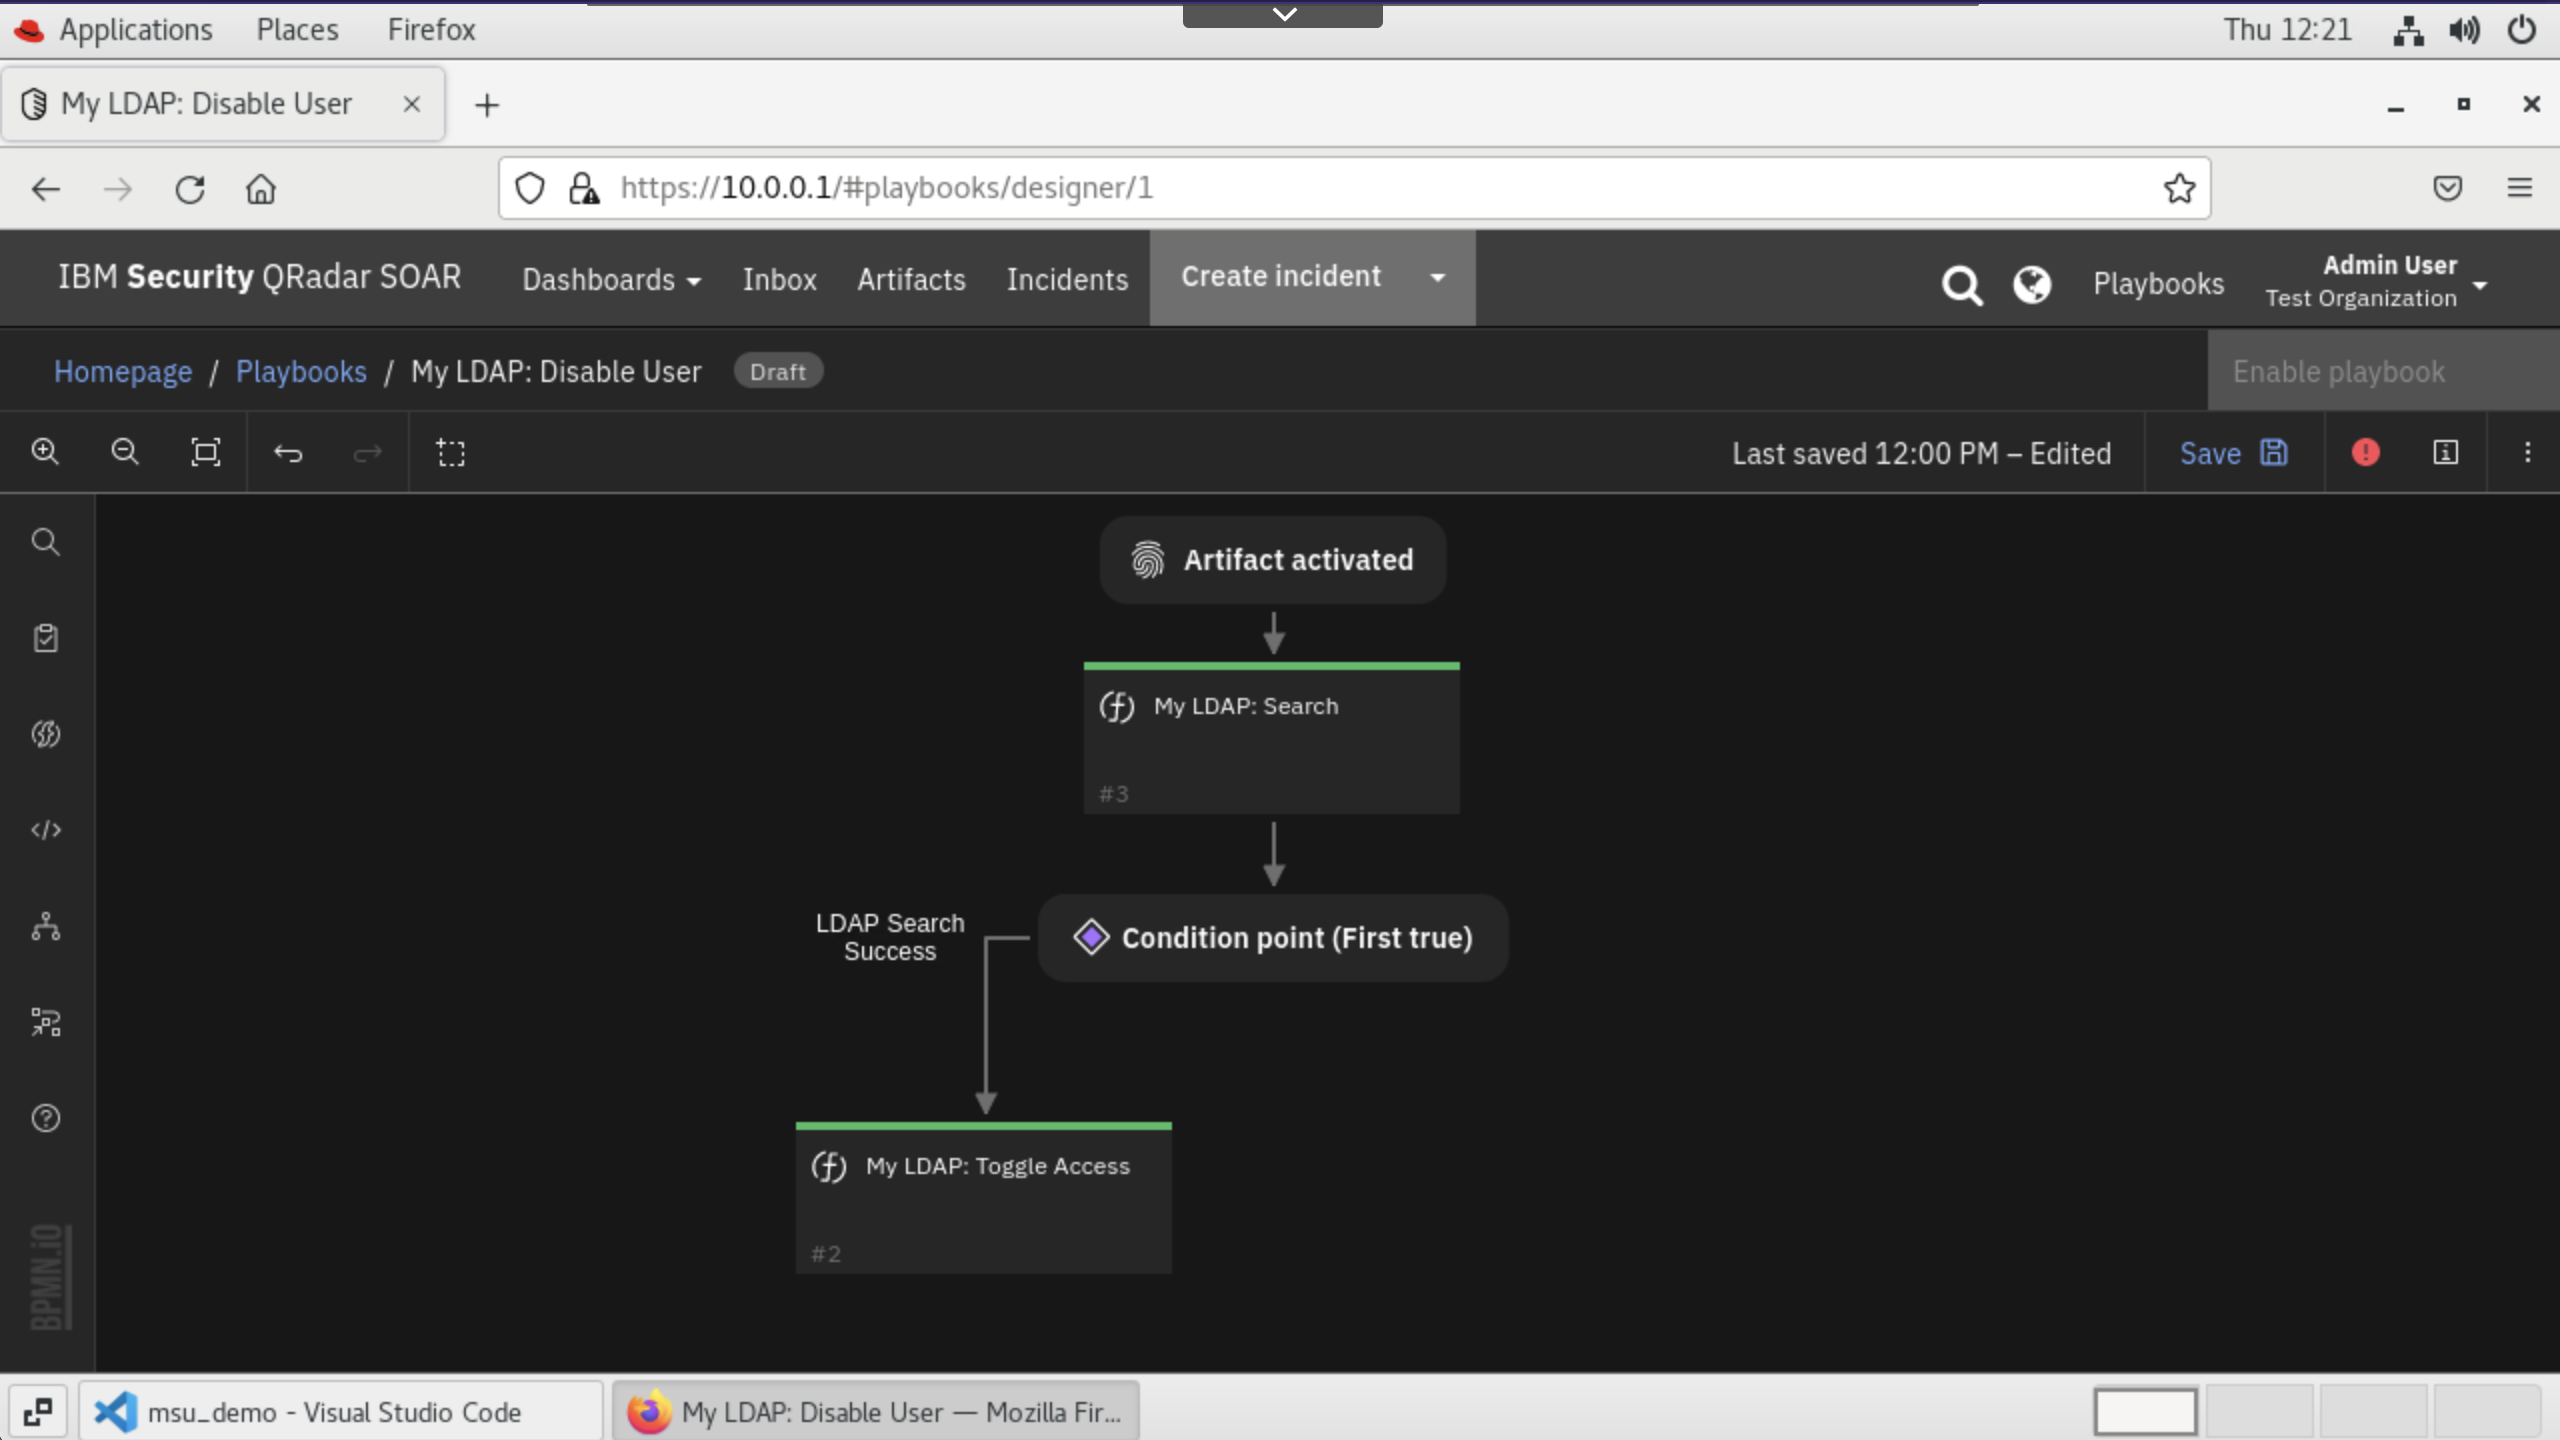 Applications Places Firefox Thu 12:21
My LDAP: Disable User
https://10.0.0.1/#playbooks/designer/1
IBM Security QRadar SOAR Dashboards Inbox Artifacts Incidents Create incident Playbooks Admin User
Test Organization
Homepage / Playbooks / My LDAP: Disable User Draft Enable playbook
Last saved 12:00 PM – Edited Save
Artifact activated
My LDAP: Search
#3
LDAP Search
Success
Condition point (First true)
My LDAP: Toggle Access
#2
BPMN.iO
msu_demo - Visual Studio Code My LDAP: Disable User — Mozilla Fir...